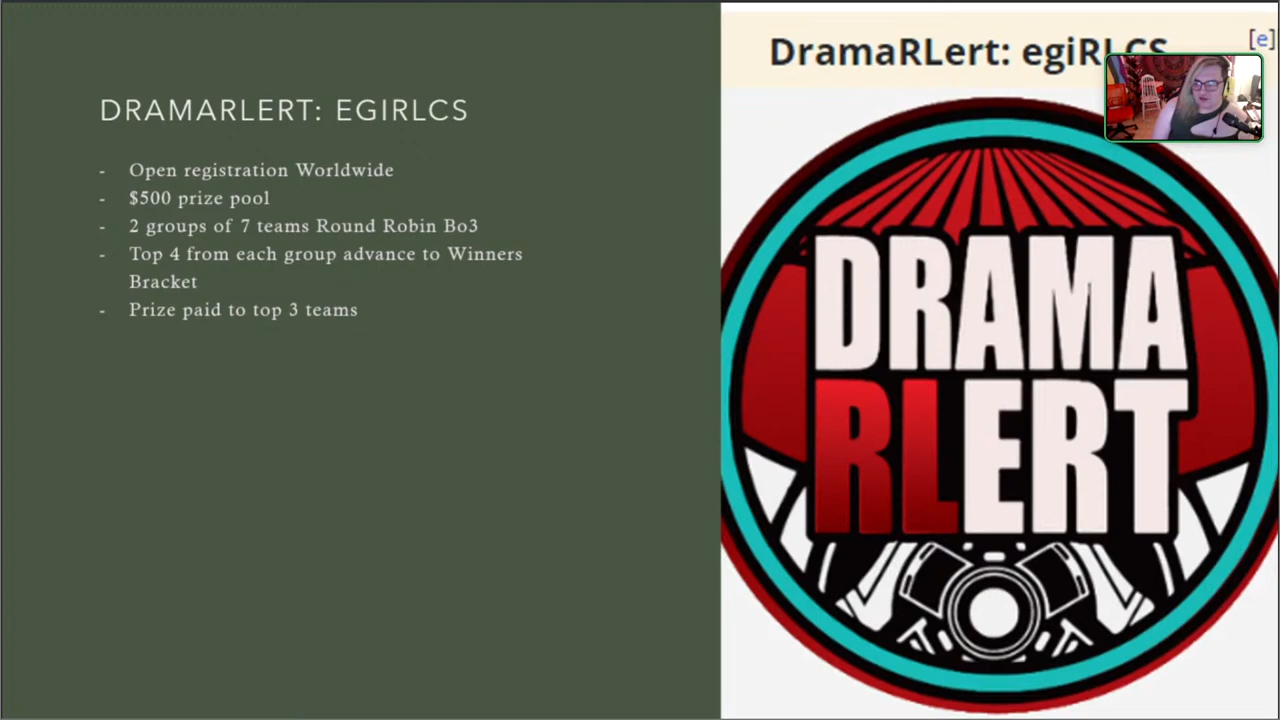 DRAMARLERT: EGIRLCS
- Open registration Worldwide
- $500 prize pool
- 2 groups of 7 teams Round Robin Bo3
- Top 4 from each group advance to Winners
Bracket
- Prize paid to top 3 teams
DramaRLert: egiRLCS
[e]
DRAMA
RLERT